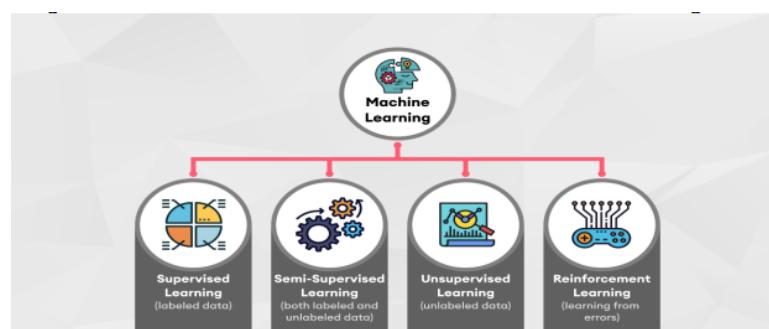 Machine
Learning
Supervised
Learning
(labeled data)
Semi-Supervised
Learning
(both labeled and
unlabeled data)
Unsupervised
Learning
(unlabeled data)
Reinforcement
Learning
(learning from
errors)